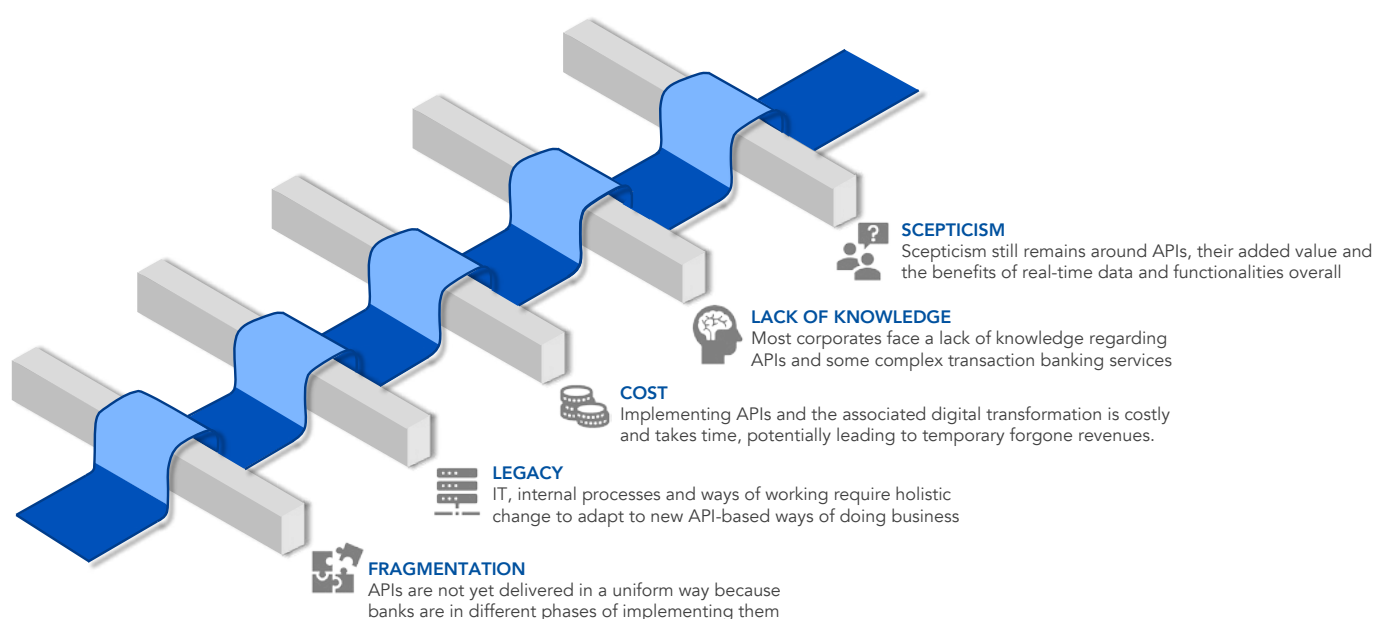 ?
SCEPTICISM
Scepticism still remains around APIs, their added value and
the benefits of real-time data and functionalities overall
LACK OF KNOWLEDGE
Most corporates face a lack of knowledge regarding
APIs and some complex transaction banking services
COST
Implementing APIs and the associated digital transformation is costly
and takes time, potentially leading to temporary forgone revenues.
LEGACY
IT, internal processes and ways of working require holistic
change to adapt to new API-based ways of doing business
FRAGMENTATION
APIs are not yet delivered in a uniform way because
banks are in different phases of implementing them